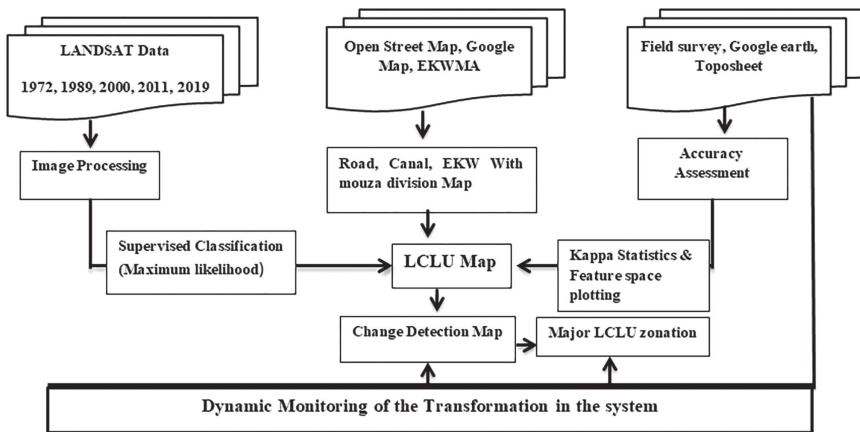 LANDSAT Data
1972, 1989, 2000, 2011, 2019
Open Street Map, Google
Map, EKWMA
Field survey, Google earth,
Toposheet
Image Processing
Road, Canal, EKW With
mouza division Map
Accuracy
Assessment
Supervised Classification
(Maximum likelihood)
LCLU Map
Kappa Statistics &
Feature space
plotting
Change Detection Map
Major LCLU zonation
Dynamic Monitoring of the Transformation in the system